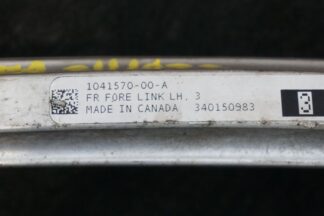 1041570-00-A
FR FORE LINK LH, 3
MADE IN CANADA 340150983
3